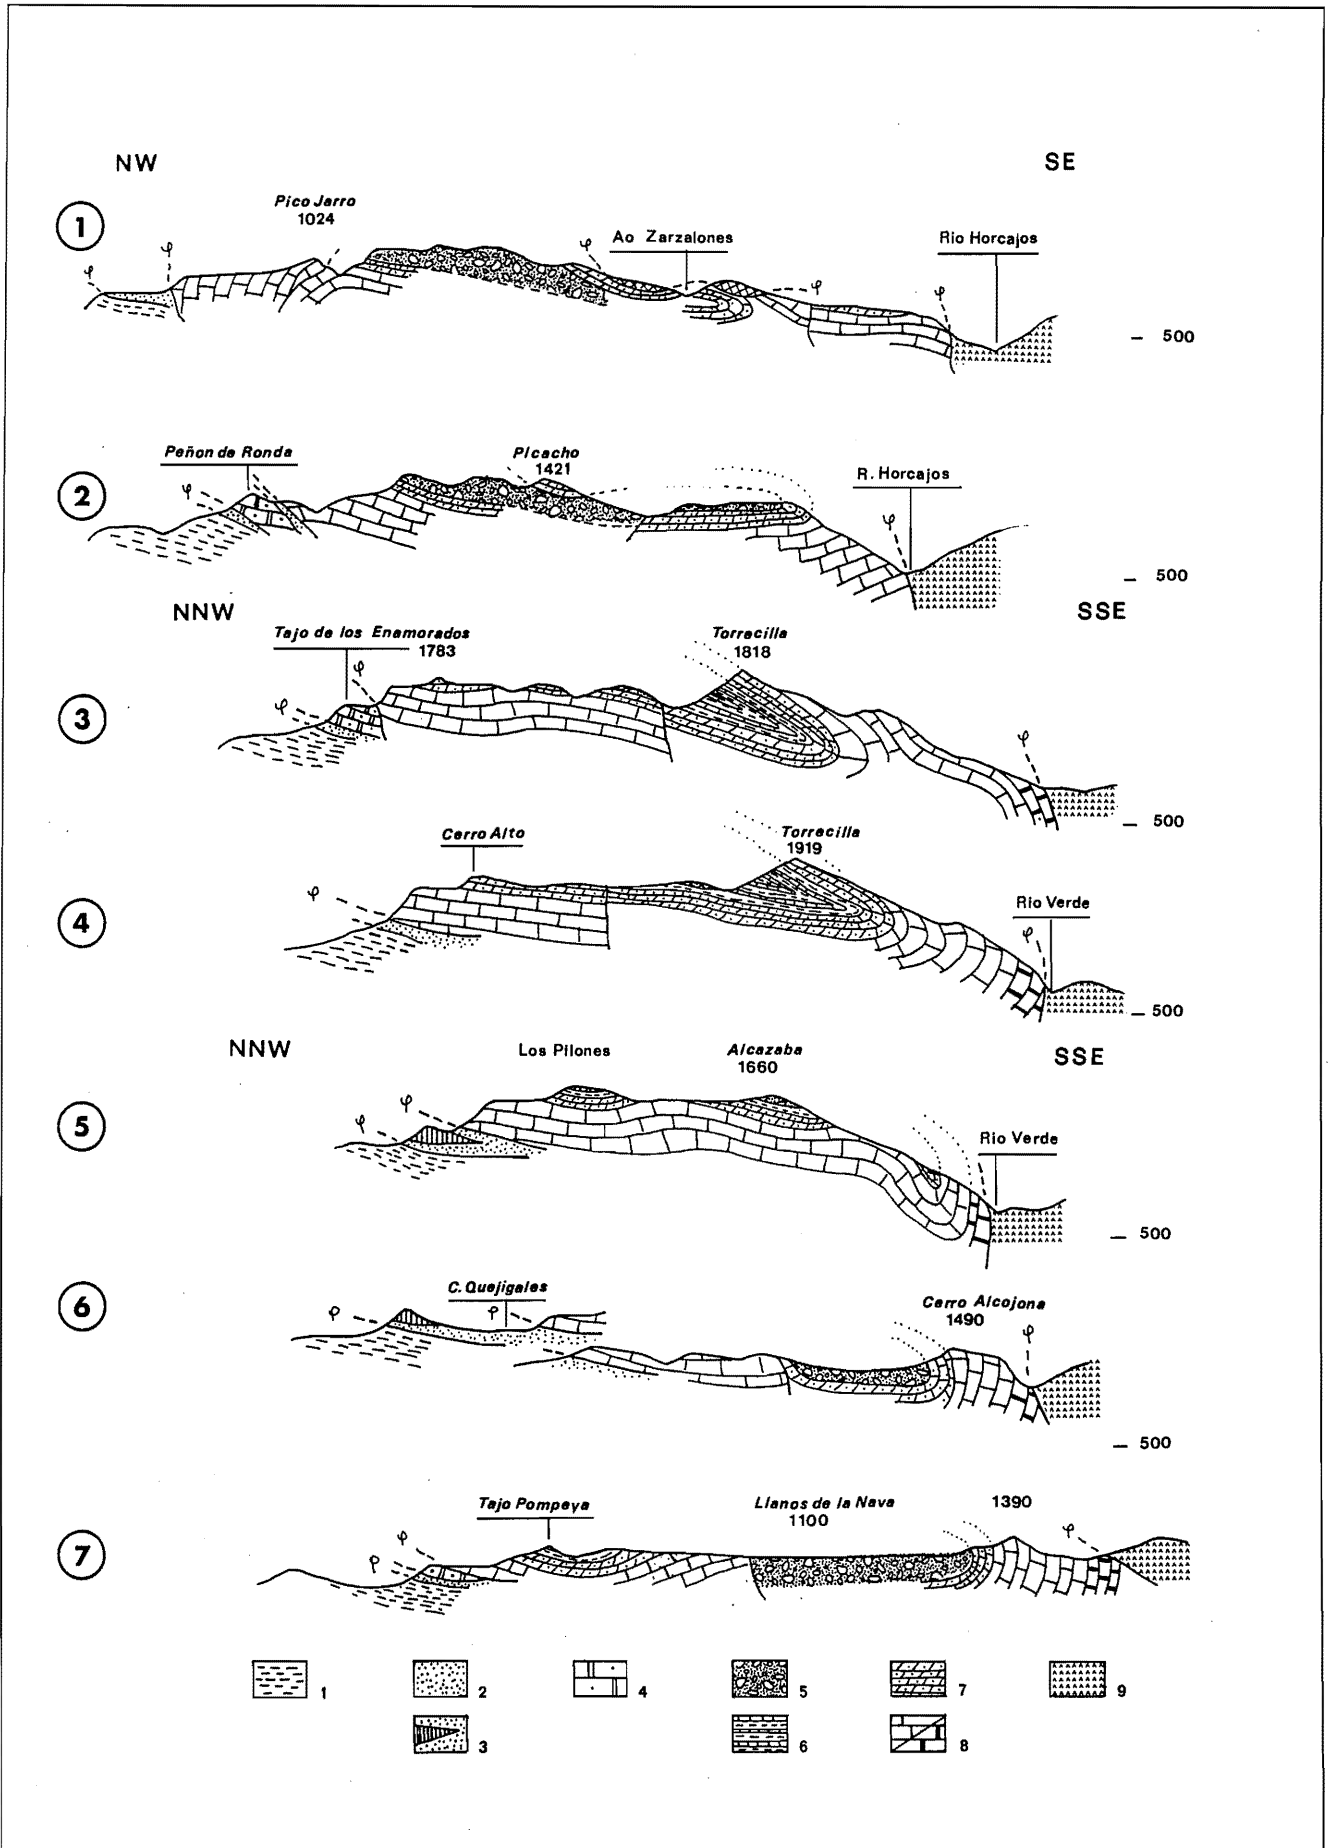 NW
SE
Pico Jarro
1024
1
φ
φ
φ
Ao Zarzalones
Rio Horcajos
φ
φ
500
Peñon de Ronda
Picacho
1421
2
φ
R. Horcajos
φ
500
NNW
SSE
Tajo de los Enamorados
1783
Torrecilla
1818
3
φ
φ
φ
500
Cerro Alto
Torrecilla
1919
4
φ
Rio Verde
φ
500
NNW
SSE
Los Pilones
Alcazaba
1660
5
φ
φ
Rio Verde
500
6
C. Quejigales
φ
φ
Cerro Alcojona
1490
φ
500
7
Tajo Pompeya
Llanos de la Nava
1100
1390
φ
φ
φ
1
2
4
5
7
9
3
6
8